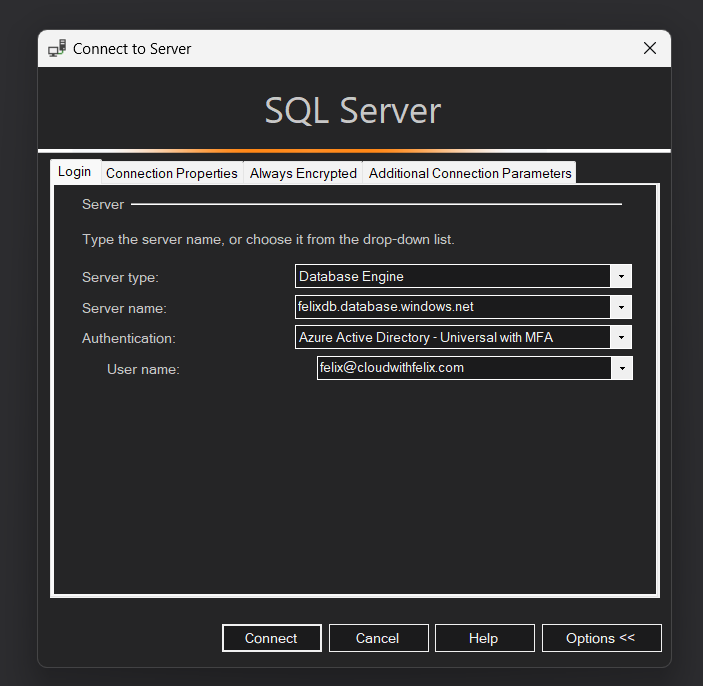 Connect to Server
SQL Server
Login Connection Properties Always Encrypted Additional Connection Parameters
Server
Type the server name, or choose it from the drop-down list.
Server type: Database Engine
Server name: felixdb.database.windows.net
Authentication: Azure Active Directory - Universal with MFA
User name: felix@cloudwithfelix.com
Connect Cancel Help Options <<